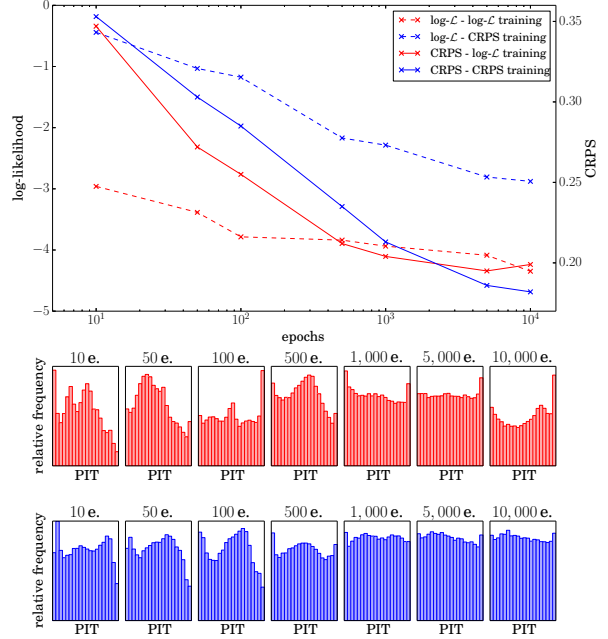 0
−1
−2
−3
−4
−5
log-likelihood
0.35
0.30
0.25
0.20
CRPS
log-ℒ - log-ℒ training
log-ℒ - CRPS training
CRPS - log-ℒ training
CRPS - CRPS training
10¹ 10² 10³ 10⁴
epochs
10 e. 50 e. 100 e. 500 e. 1,000 e. 5,000 e. 10,000 e.
relative frequency
PIT PIT PIT PIT PIT PIT PIT
10 e. 50 e. 100 e. 500 e. 1,000 e. 5,000 e. 10,000 e.
relative frequency
PIT PIT PIT PIT PIT PIT PIT